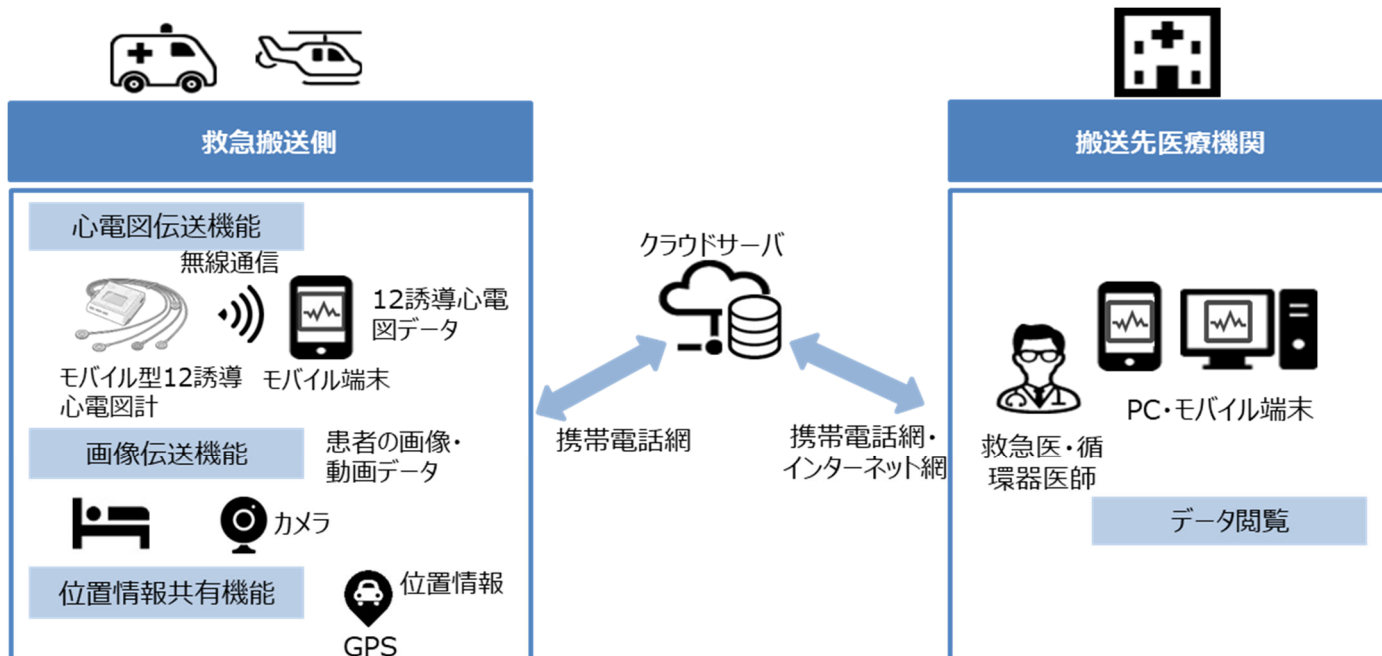 救急搬送側
心電図伝送機能
無線通信
12誘導心電
図データ
モバイル型12誘導
心電図計
モバイル端末
画像伝送機能
患者の画像・
動画データ
カメラ
位置情報共有機能
位置情報
GPS
クラウドサーバ
携帯電話網
携帯電話網・
インターネット網
搬送先医療機関
救急医・循
環器医師
PC・モバイル端末
データ閲覧